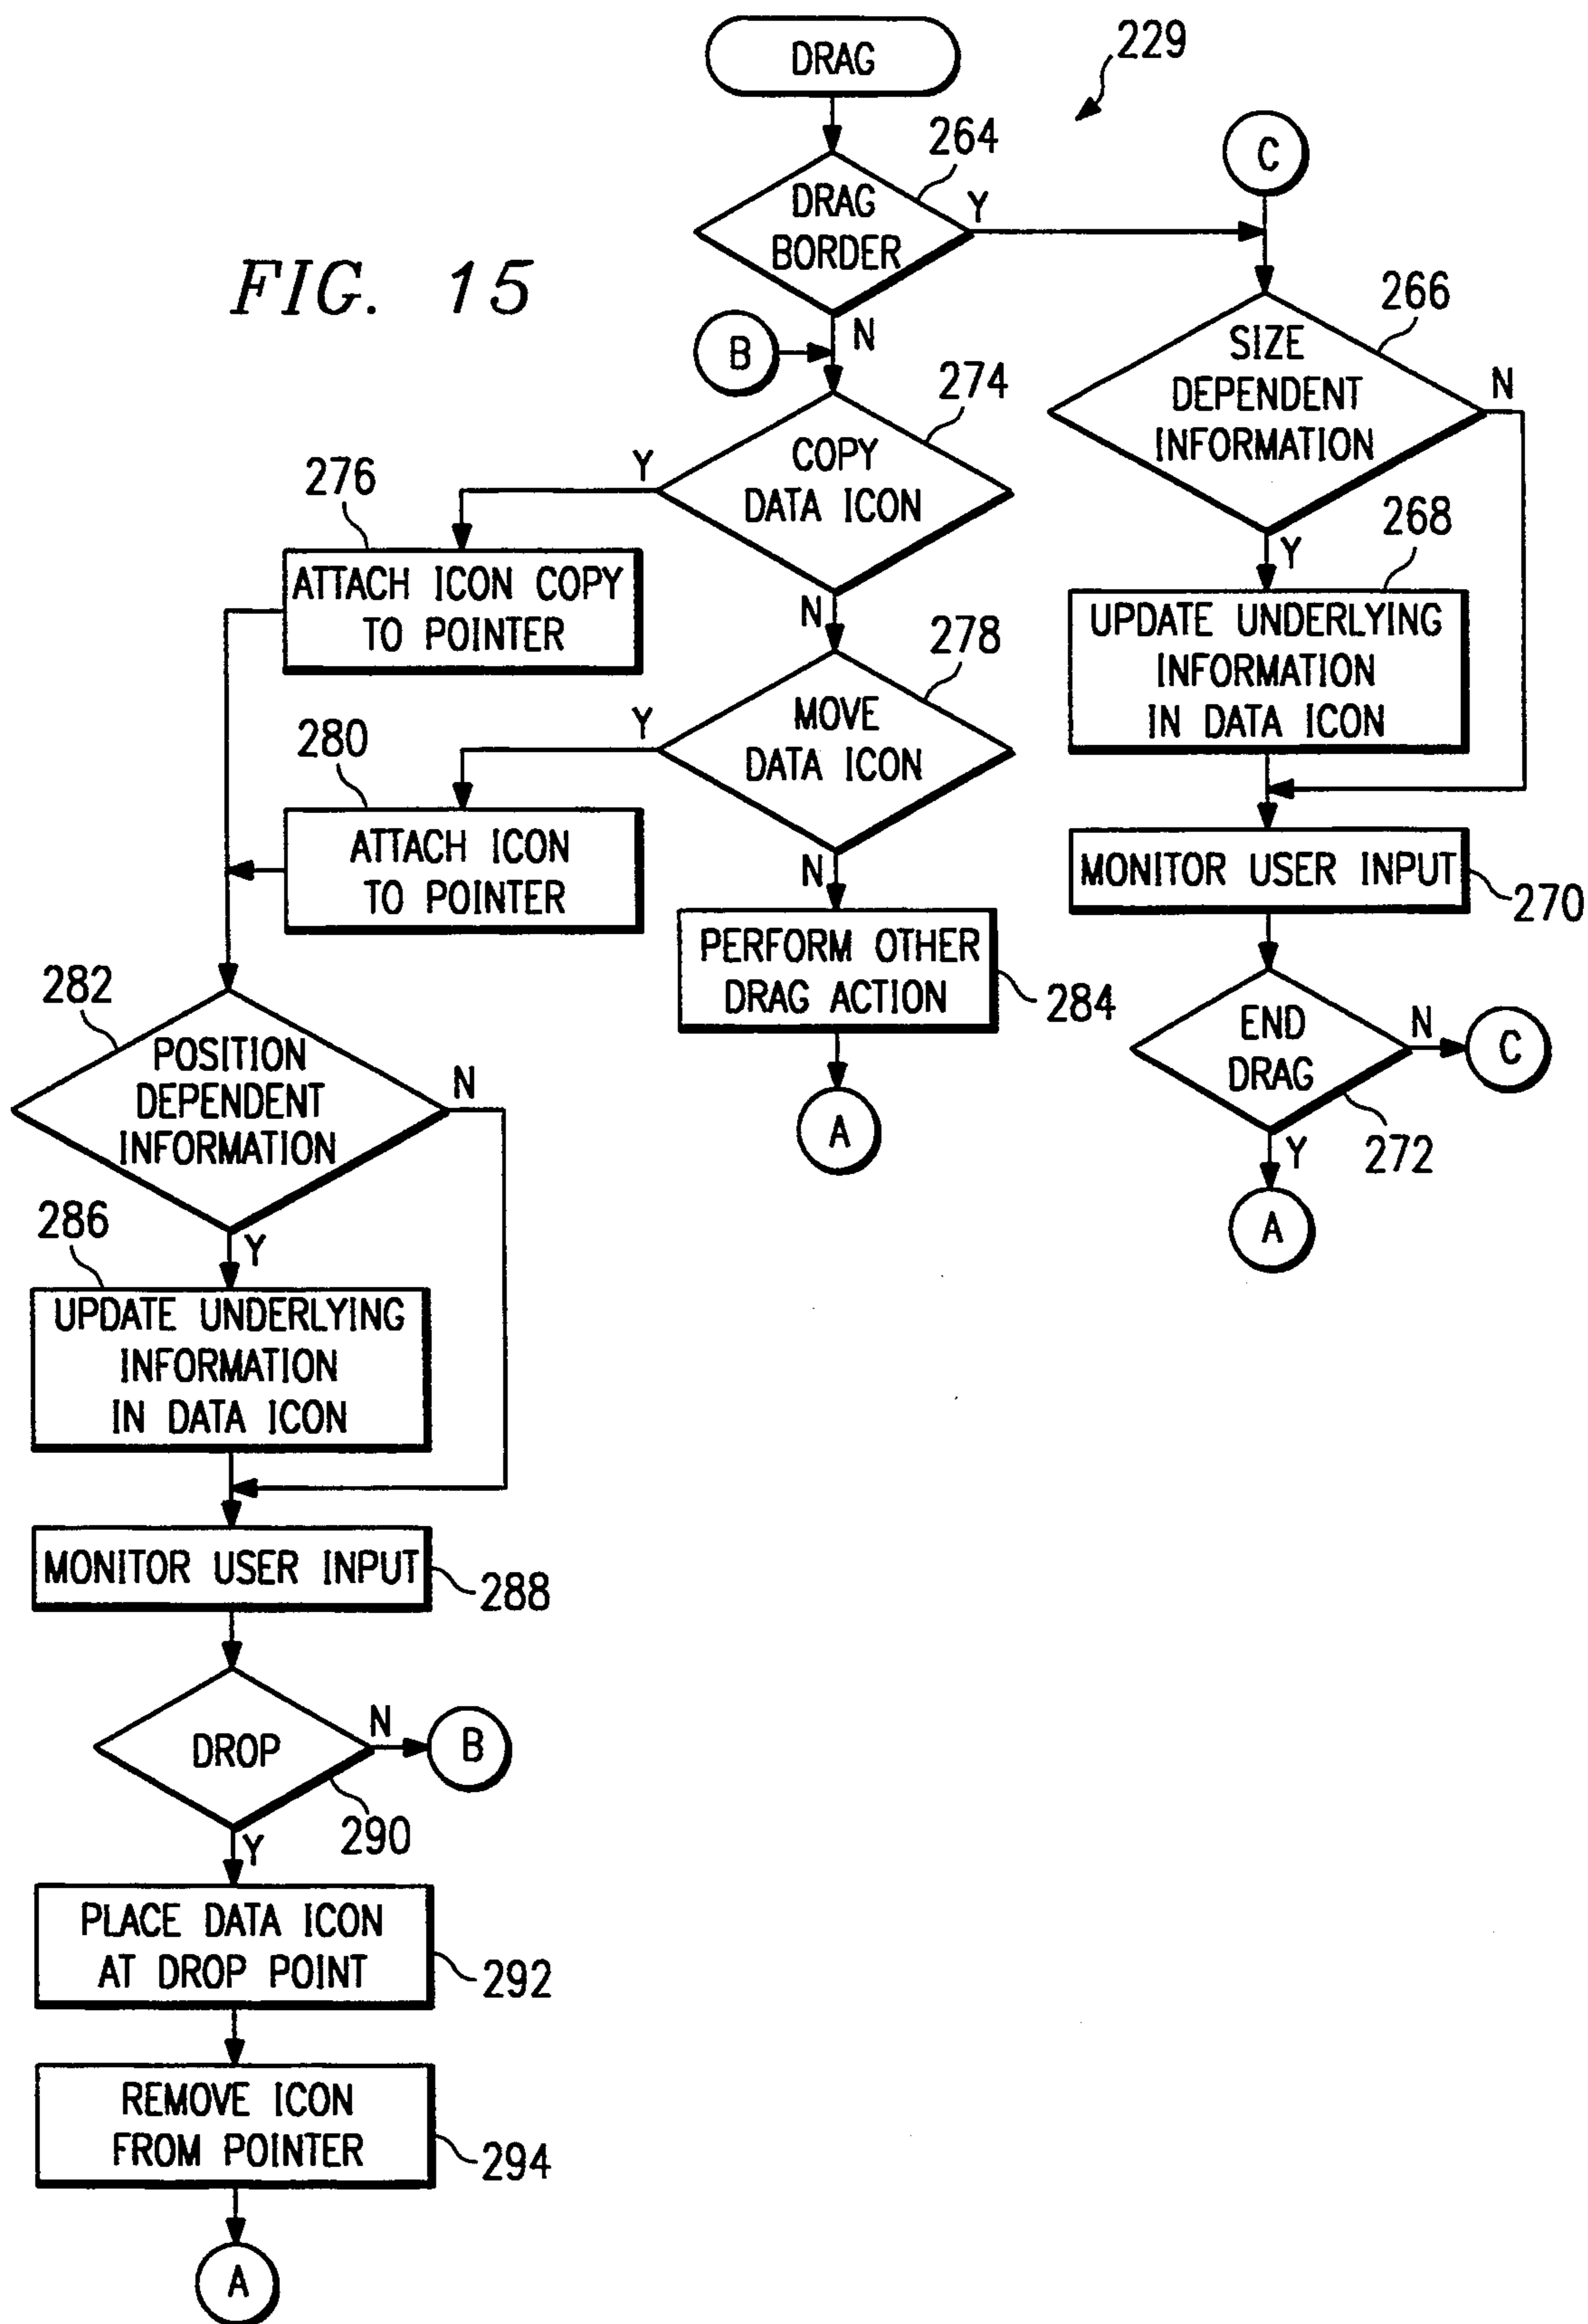 DRAG
229
264
C
DRAG
BORDER
Y
FIG. 15
266
SIZE
DEPENDENT
INFORMATION
N
B
N
274
COPY
DATA ICON
Y
276
268
Y
ATTACH ICON COPY
TO POINTER
N
278
UPDATE UNDERLYING
INFORMATION
IN DATA ICON
MOVE
DATA ICON
Y
280
ATTACH ICON
TO POINTER
N
MONITOR USER INPUT
270
PERFORM OTHER
DRAG ACTION
284
282
END
DRAG
N
C
272
Y
A
A
POSITION
DEPENDENT
INFORMATION
N
286
Y
UPDATE UNDERLYING
INFORMATION
IN DATA ICON
MONITOR USER INPUT
288
DROP
N
B
290
Y
PLACE DATA ICON
AT DROP POINT
292
REMOVE ICON
FROM POINTER
294
A